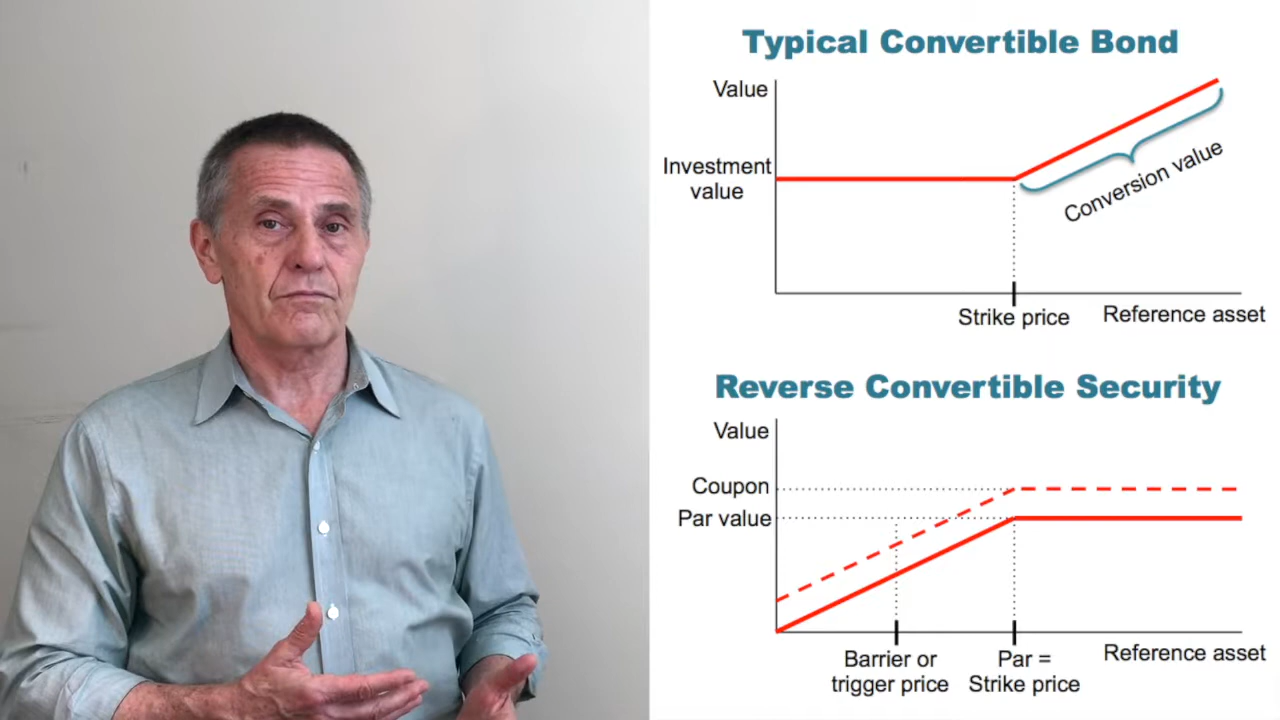 Typical Convertible Bond
Value
Investment
value
Conversion value
Strike price
Reference asset
Reverse Convertible Security
Value
Coupon
Par value
Barrier or
trigger price
Par =
Strike price
Reference asset